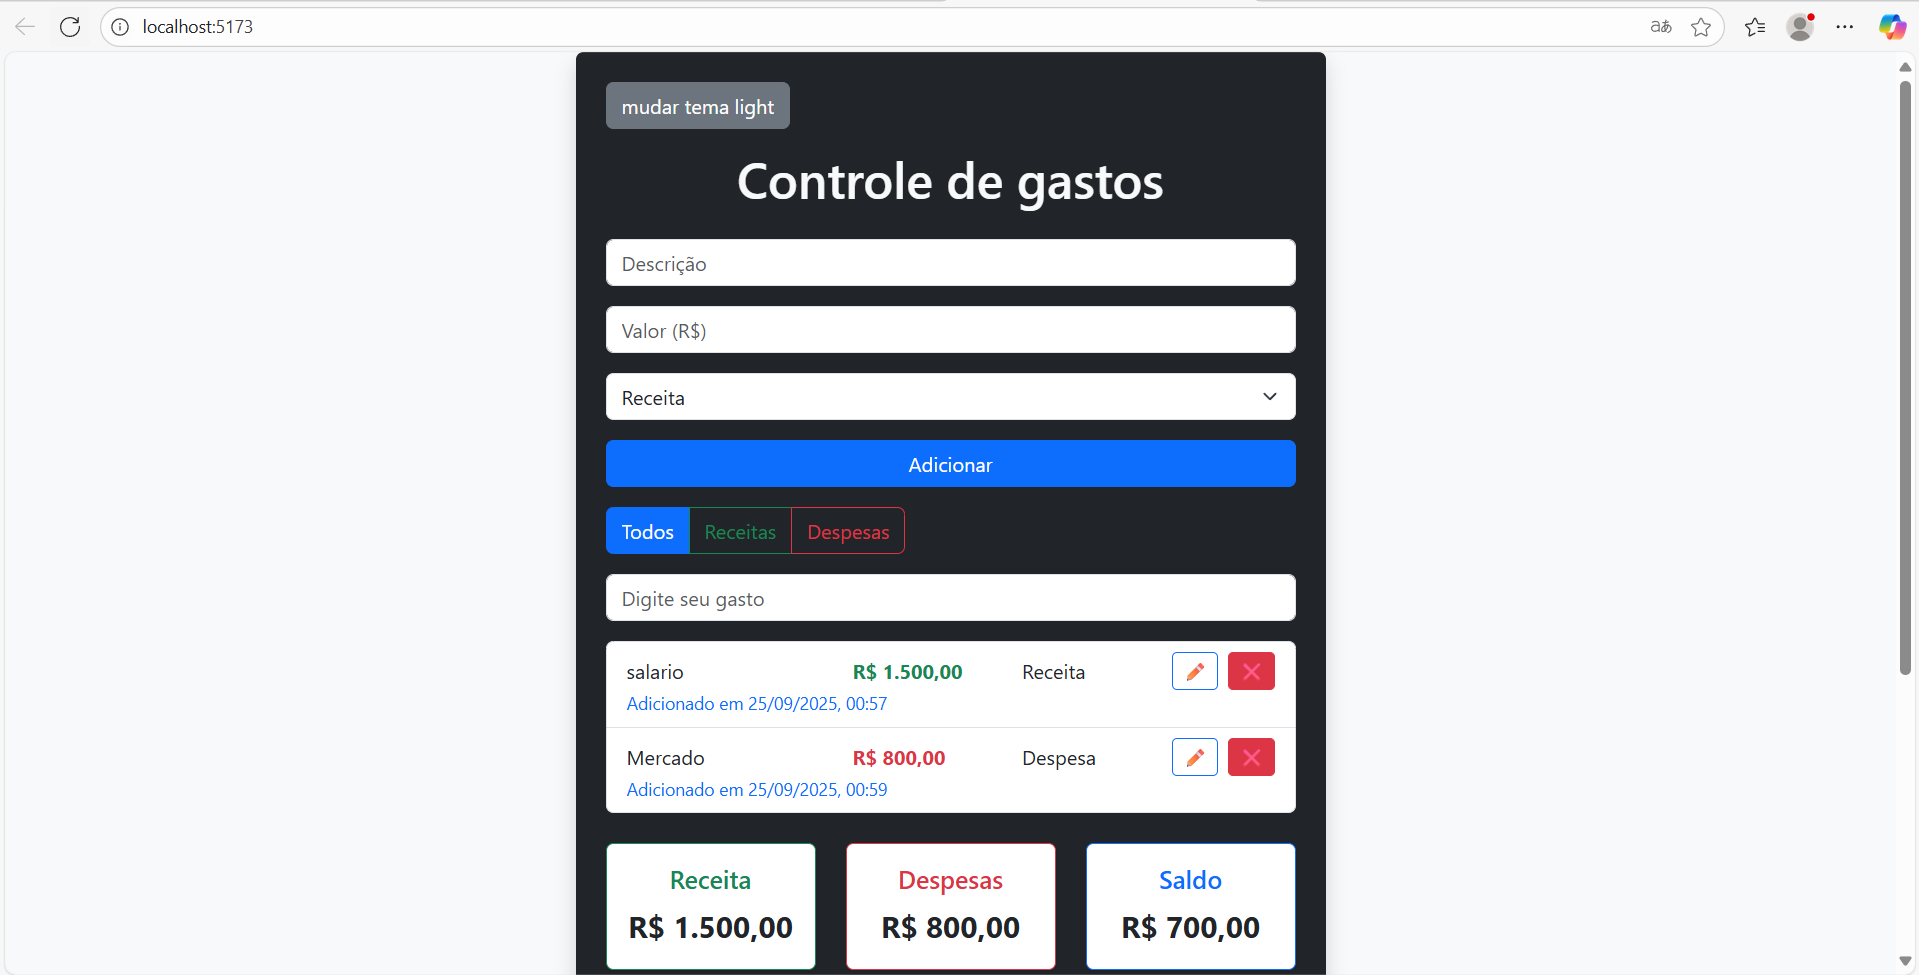 localhost:5173
aあ
mudar tema light
Controle de gastos
Descrição
Valor (R$)
Receita
Adicionar
Todos Receitas Despesas
Digite seu gasto
salario R$ 1.500,00 Receita
Adicionado em 25/09/2025, 00:57
Mercado R$ 800,00 Despesa
Adicionado em 25/09/2025, 00:59
Receita Despesas Saldo
R$ 1.500,00 R$ 800,00 R$ 700,00